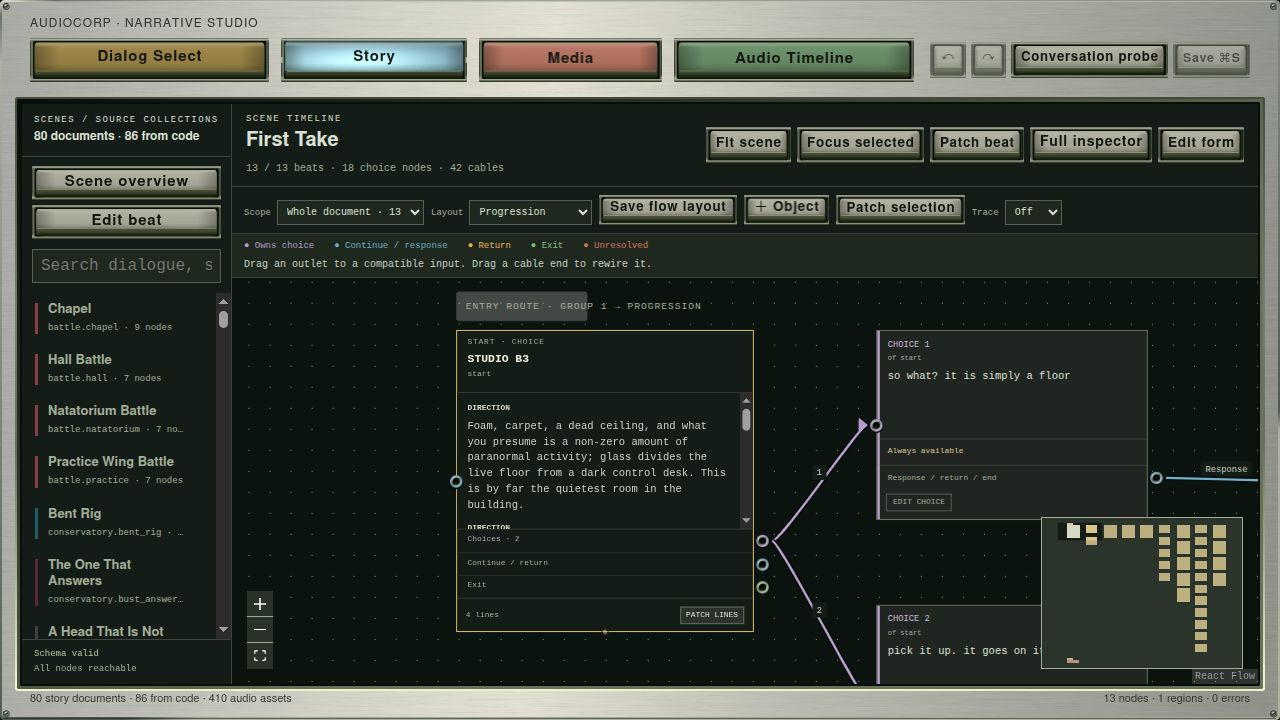 AUDIOCORP · NARRATIVE STUDIO
Dialog Select
Story
Media
Audio Timeline
Conversation probe
Save ⌘S
SCENES / SOURCE COLLECTIONS
80 documents · 86 from code
Scene overview
Edit beat
Search dialogue, s
Chapel
battle.chapel · 9 nodes
Hall Battle
battle.hall · 7 nodes
Natatorium Battle
battle.natatorium · 7 no…
Practice Wing Battle
battle.practice · 7 nodes
Bent Rig
conservatory.bent_rig · …
The One That
Answers
conservatory.bust_answer…
A Head That Is Not
Schema valid
All nodes reachable
SCENE TIMELINE
First Take
13 / 13 beats · 18 choice nodes · 42 cables
Fit scene
Focus selected
Patch beat
Full inspector
Edit form
Scope
Whole document · 13
Layout
Progression
Save flow layout
+ Object
Patch selection
Trace
Off
● Owns choice
● Continue / response
● Return
● Exit
● Unresolved
Drag an outlet to a compatible input. Drag a cable end to rewire it.
ENTRY ROUTE · GROUP 1 → PROGRESSION
START · CHOICE
STUDIO B3
start
DIRECTION
Foam, carpet, a dead ceiling, and what
you presume is a non-zero amount of
paranormal activity; glass divides the
live floor from a dark control desk. This
is by far the quietest room in the
building.
DIRECTION
Choices · 2
Continue / return
Exit
4 lines
PATCH LINES
1
2
CHOICE 1
of start
so what? it is simply a floor
Always available
Response / return / end
EDIT CHOICE
Response
CHOICE 2
of start
pick it up. it goes on
React Flow
80 story documents · 86 from code · 410 audio assets
13 nodes · 1 regions · 0 errors